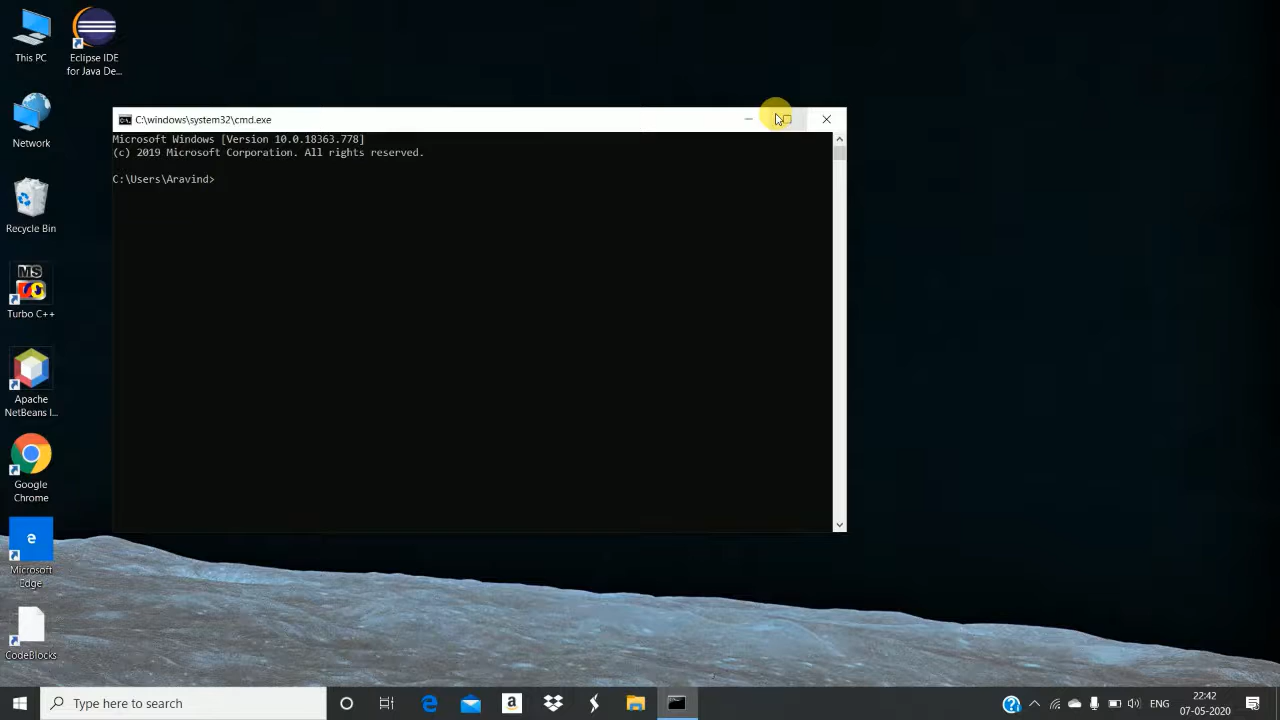 This PC
Eclipse IDE
for Java De...
Network
Recycle Bin
MS
Turbo C++
Apache
NetBeans I...
Google
Chrome
e
Microsoft
Edge
CodeBlocks
C:\windows\system32\cmd.exe
Microsoft Windows [Version 10.0.18363.778]
(c) 2019 Microsoft Corporation. All rights reserved.
C:\Users\Aravind>
Type here to search
a
ENG
22:42
07-05-2020